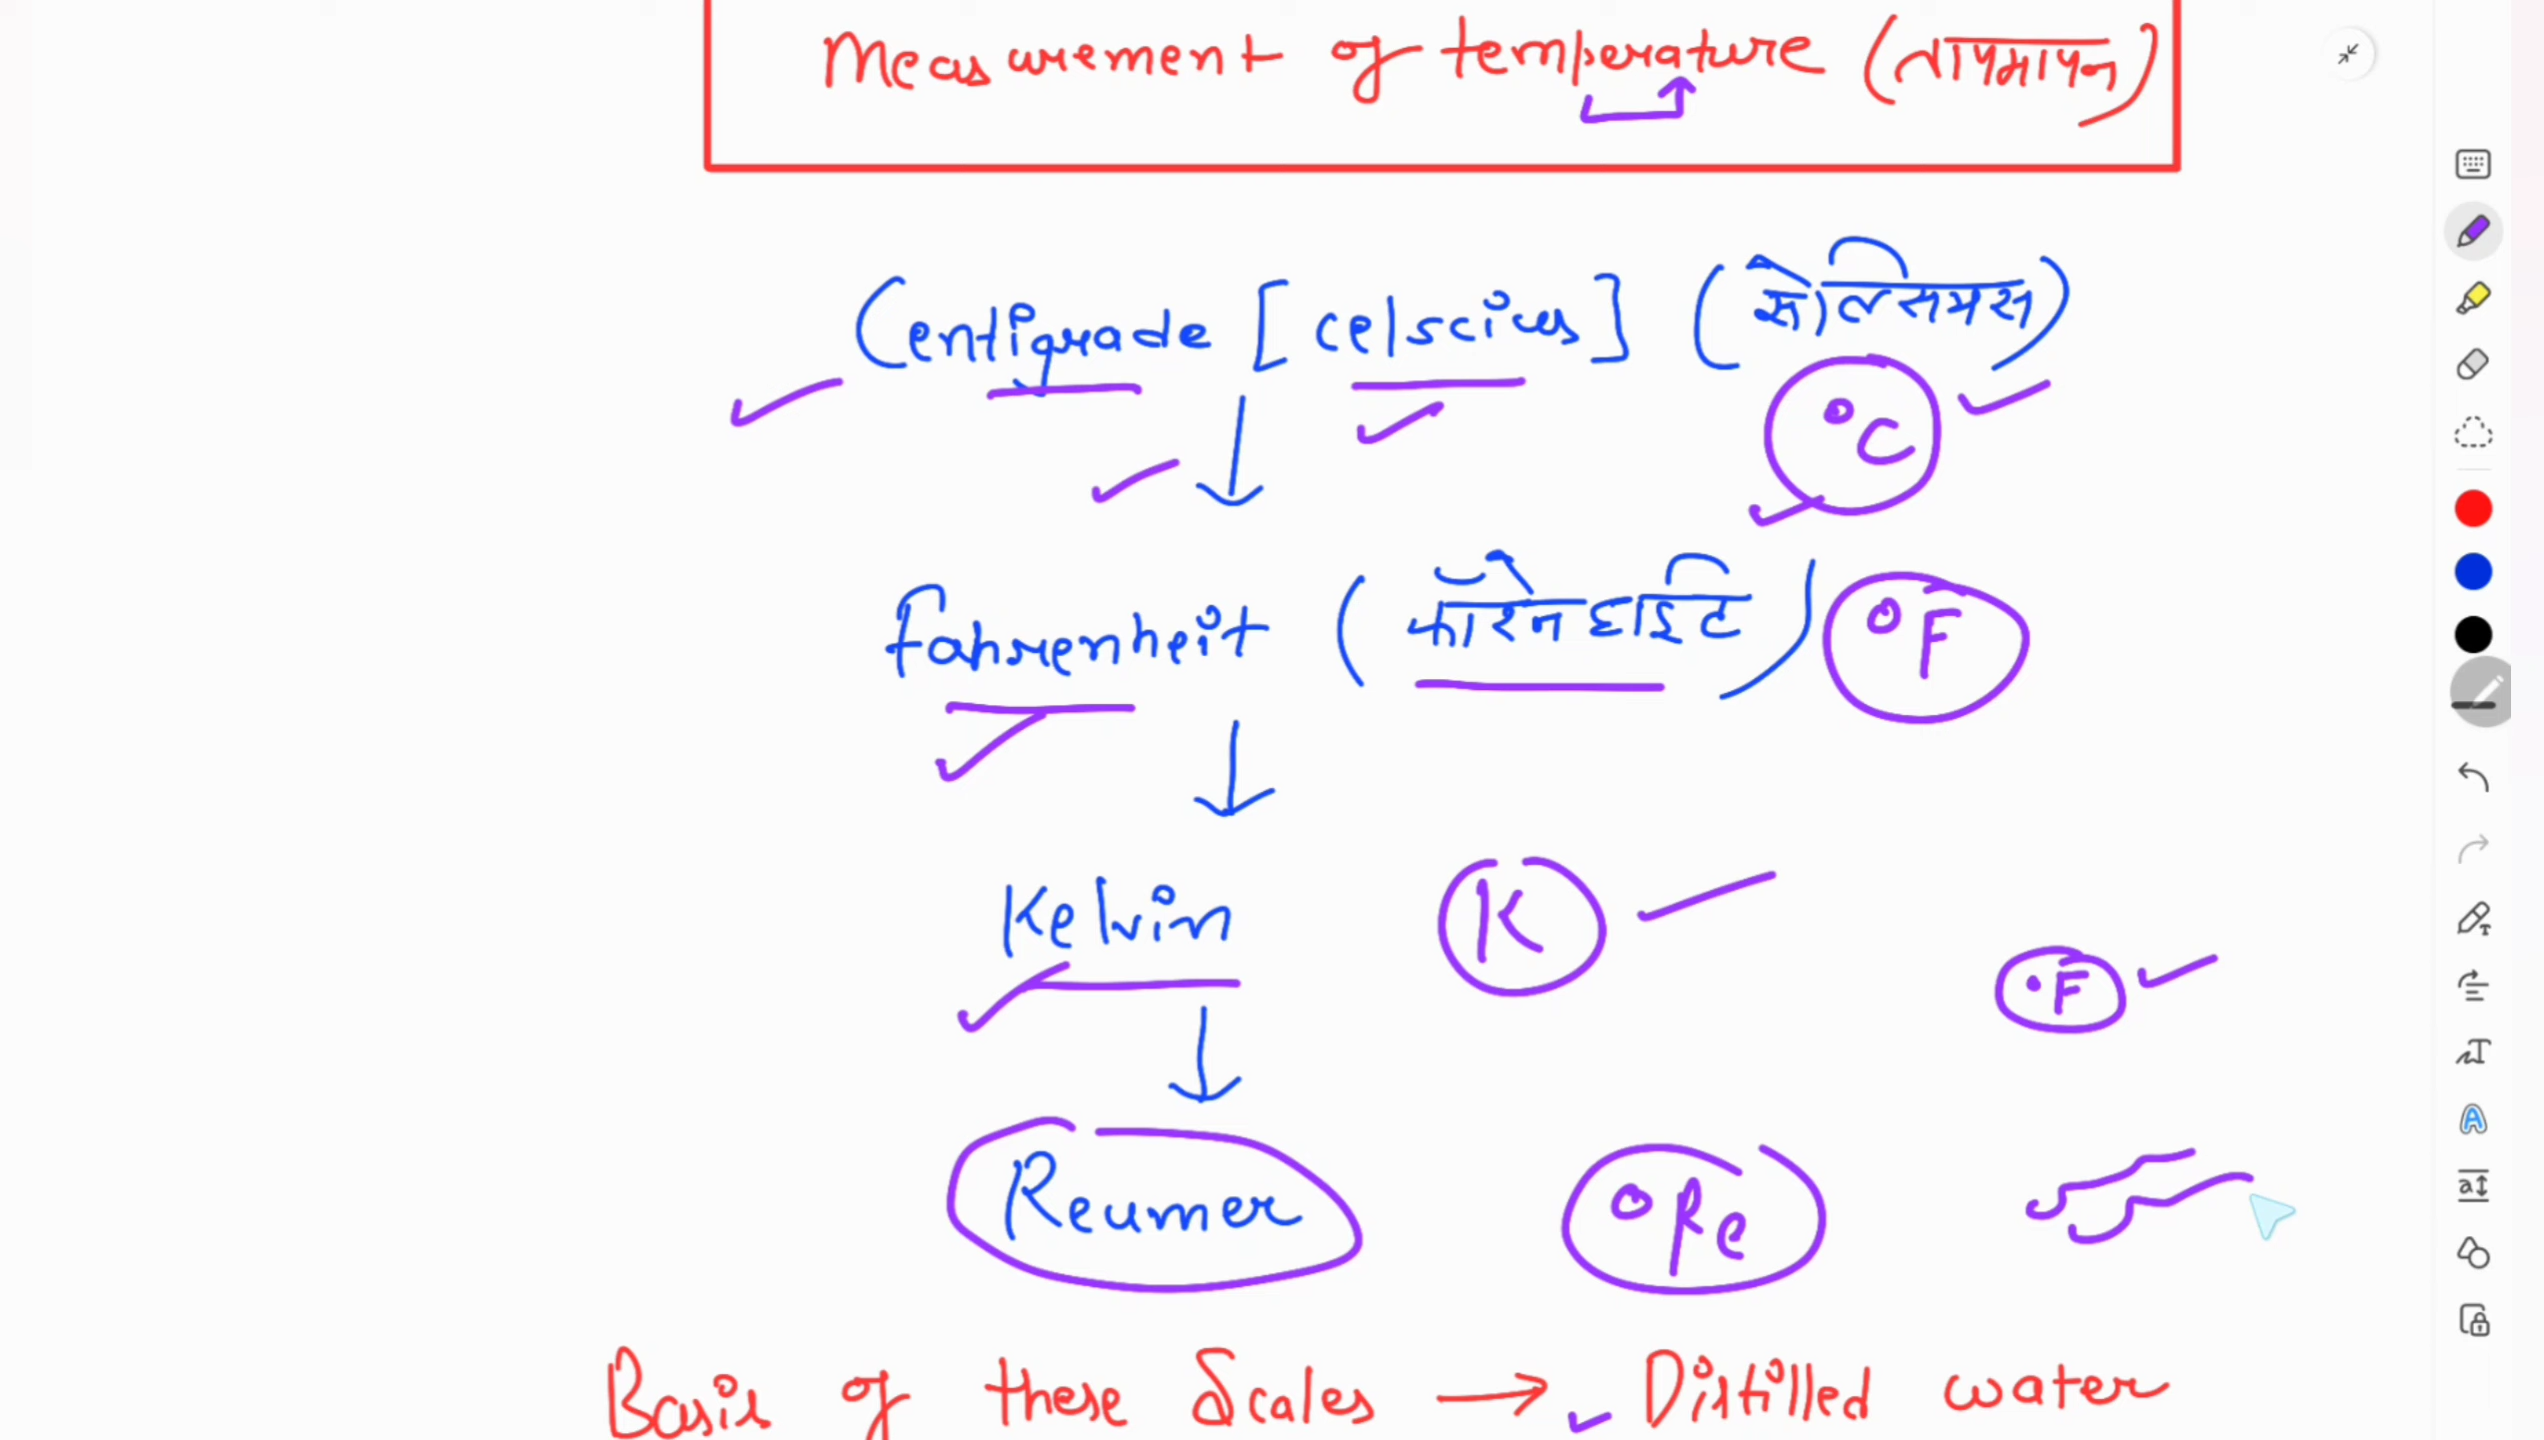 Measurement of temperature (तापमापन)
Centigrade [celscius] (सेल्सियस)
°C
fahrenheit (फॉरेनहाइट) °F
Kelvin K
°F
Reumer °Re
Basis of these Scales → Distilled water